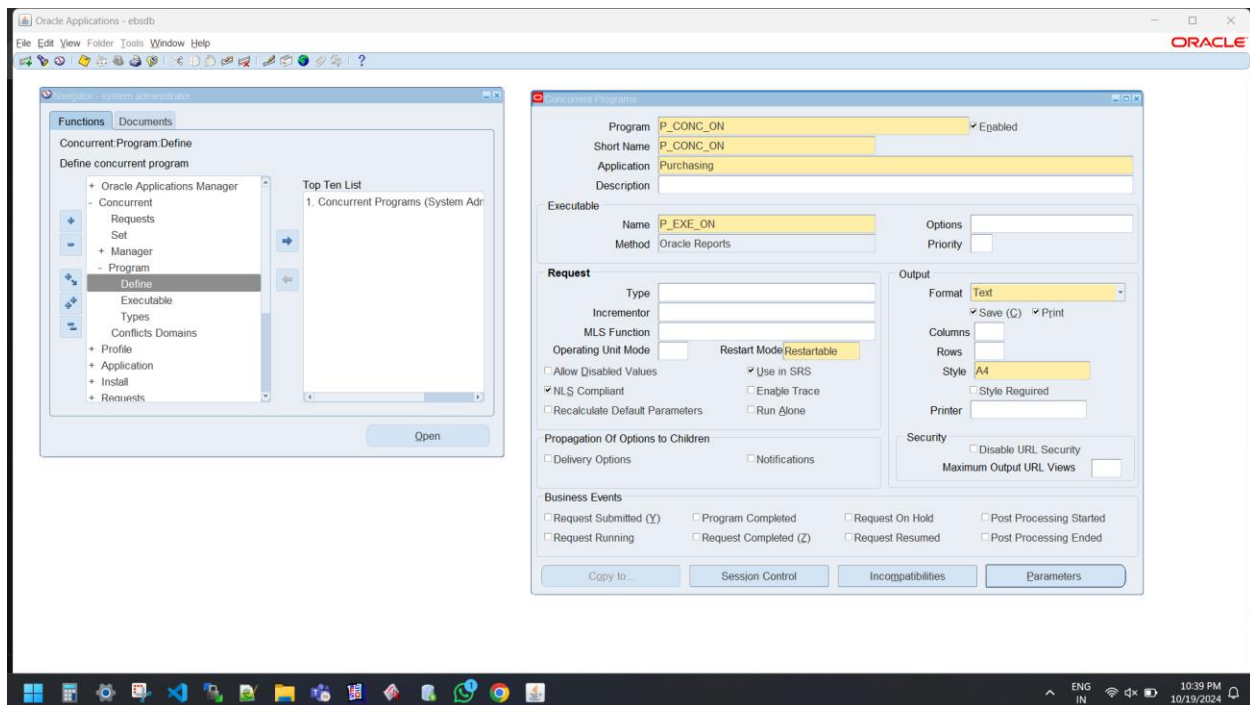 Oracle Applications - ebsdb
File Edit View Folder Tools Window Help
ORACLE
Navigator - system administrator
Functions Documents
Concurrent:Program:Define
Define concurrent program
+ Oracle Applications Manager
- Concurrent
Requests
Set
+ Manager
- Program
Define
Executable
Types
Conflicts Domains
+ Profile
+ Application
+ Install
+ Requests
Top Ten List
1. Concurrent Programs (System Adr
Open
Concurrent Programs
Program P_CONC_ON Enabled
Short Name P_CONC_ON
Application Purchasing
Description
Executable
Name P_EXE_ON Options
Method Oracle Reports Priority
Request
Type
Incrementor
MLS Function
Operating Unit Mode Restart Mode Restartable
Allow Disabled Values Use in SRS
NLS Compliant Enable Trace
Recalculate Default Parameters Run Alone
Output
Format Text
Save (C) Print
Columns
Rows
Style A4
Style Required
Printer
Propagation Of Options to Children
Delivery Options Notifications
Security
Disable URL Security
Maximum Output URL Views
Business Events
Request Submitted (Y) Program Completed Request On Hold Post Processing Started
Request Running Request Completed (Z) Request Resumed Post Processing Ended
Copy to... Session Control Incompatibilities Parameters
ENG
IN
10:39 PM
10/19/2024